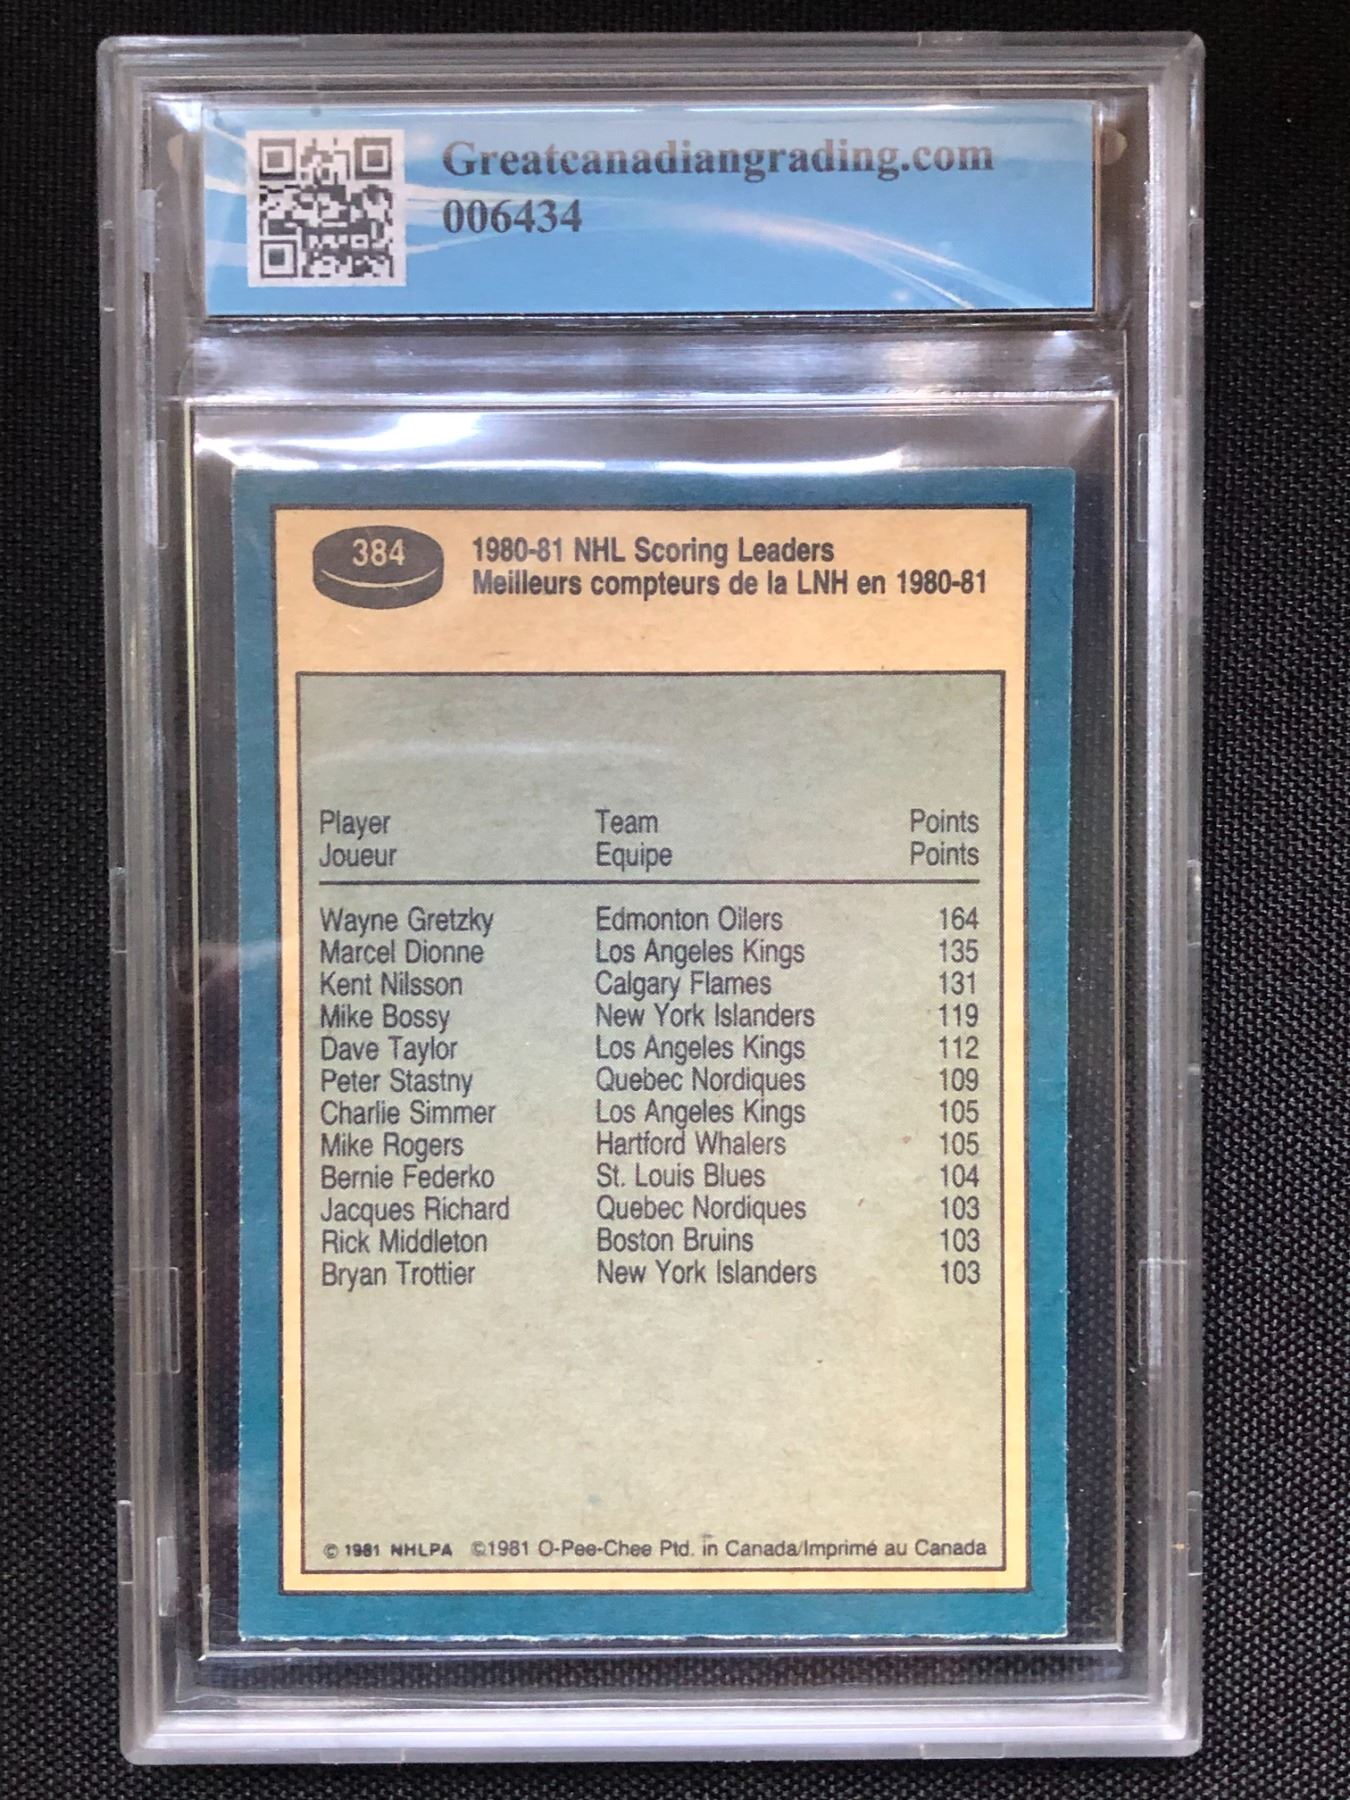 Greatcanadiangrading.com
006434
384
1980-81 NHL Scoring Leaders
Meilleurs compteurs de la LNH en 1980-81
Player Team Points
Joueur Equipe Points
Wayne Gretzky Edmonton Oilers 164
Marcel Dionne Los Angeles Kings 135
Kent Nilsson Calgary Flames 131
Mike Bossy New York Islanders 119
Dave Taylor Los Angeles Kings 112
Peter Stastny Quebec Nordiques 109
Charlie Simmer Los Angeles Kings 105
Mike Rogers Hartford Whalers 105
Bernie Federko St. Louis Blues 104
Jacques Richard Quebec Nordiques 103
Rick Middleton Boston Bruins 103
Bryan Trottier New York Islanders 103
© 1981 NHLPA ©1981 O-Pee-Chee Ptd. in Canada/Imprimé au Canada